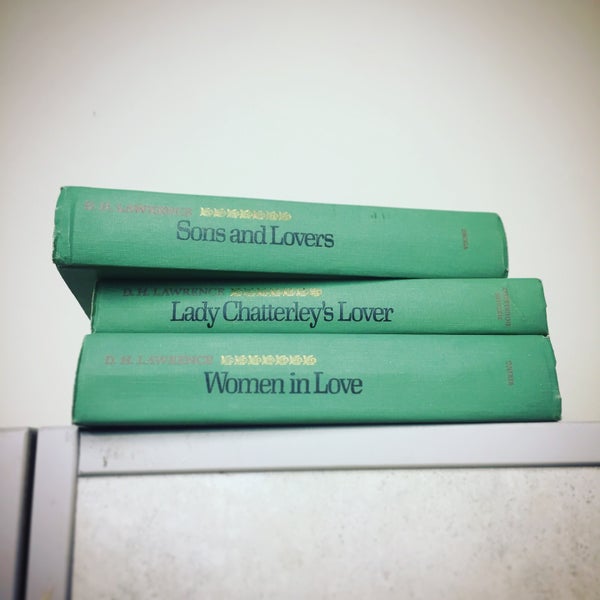 D. H. LAWRENCE
Sons and Lovers
D. H. LAWRENCE
Lady Chatterley's Lover
D. H. LAWRENCE
Women in Love